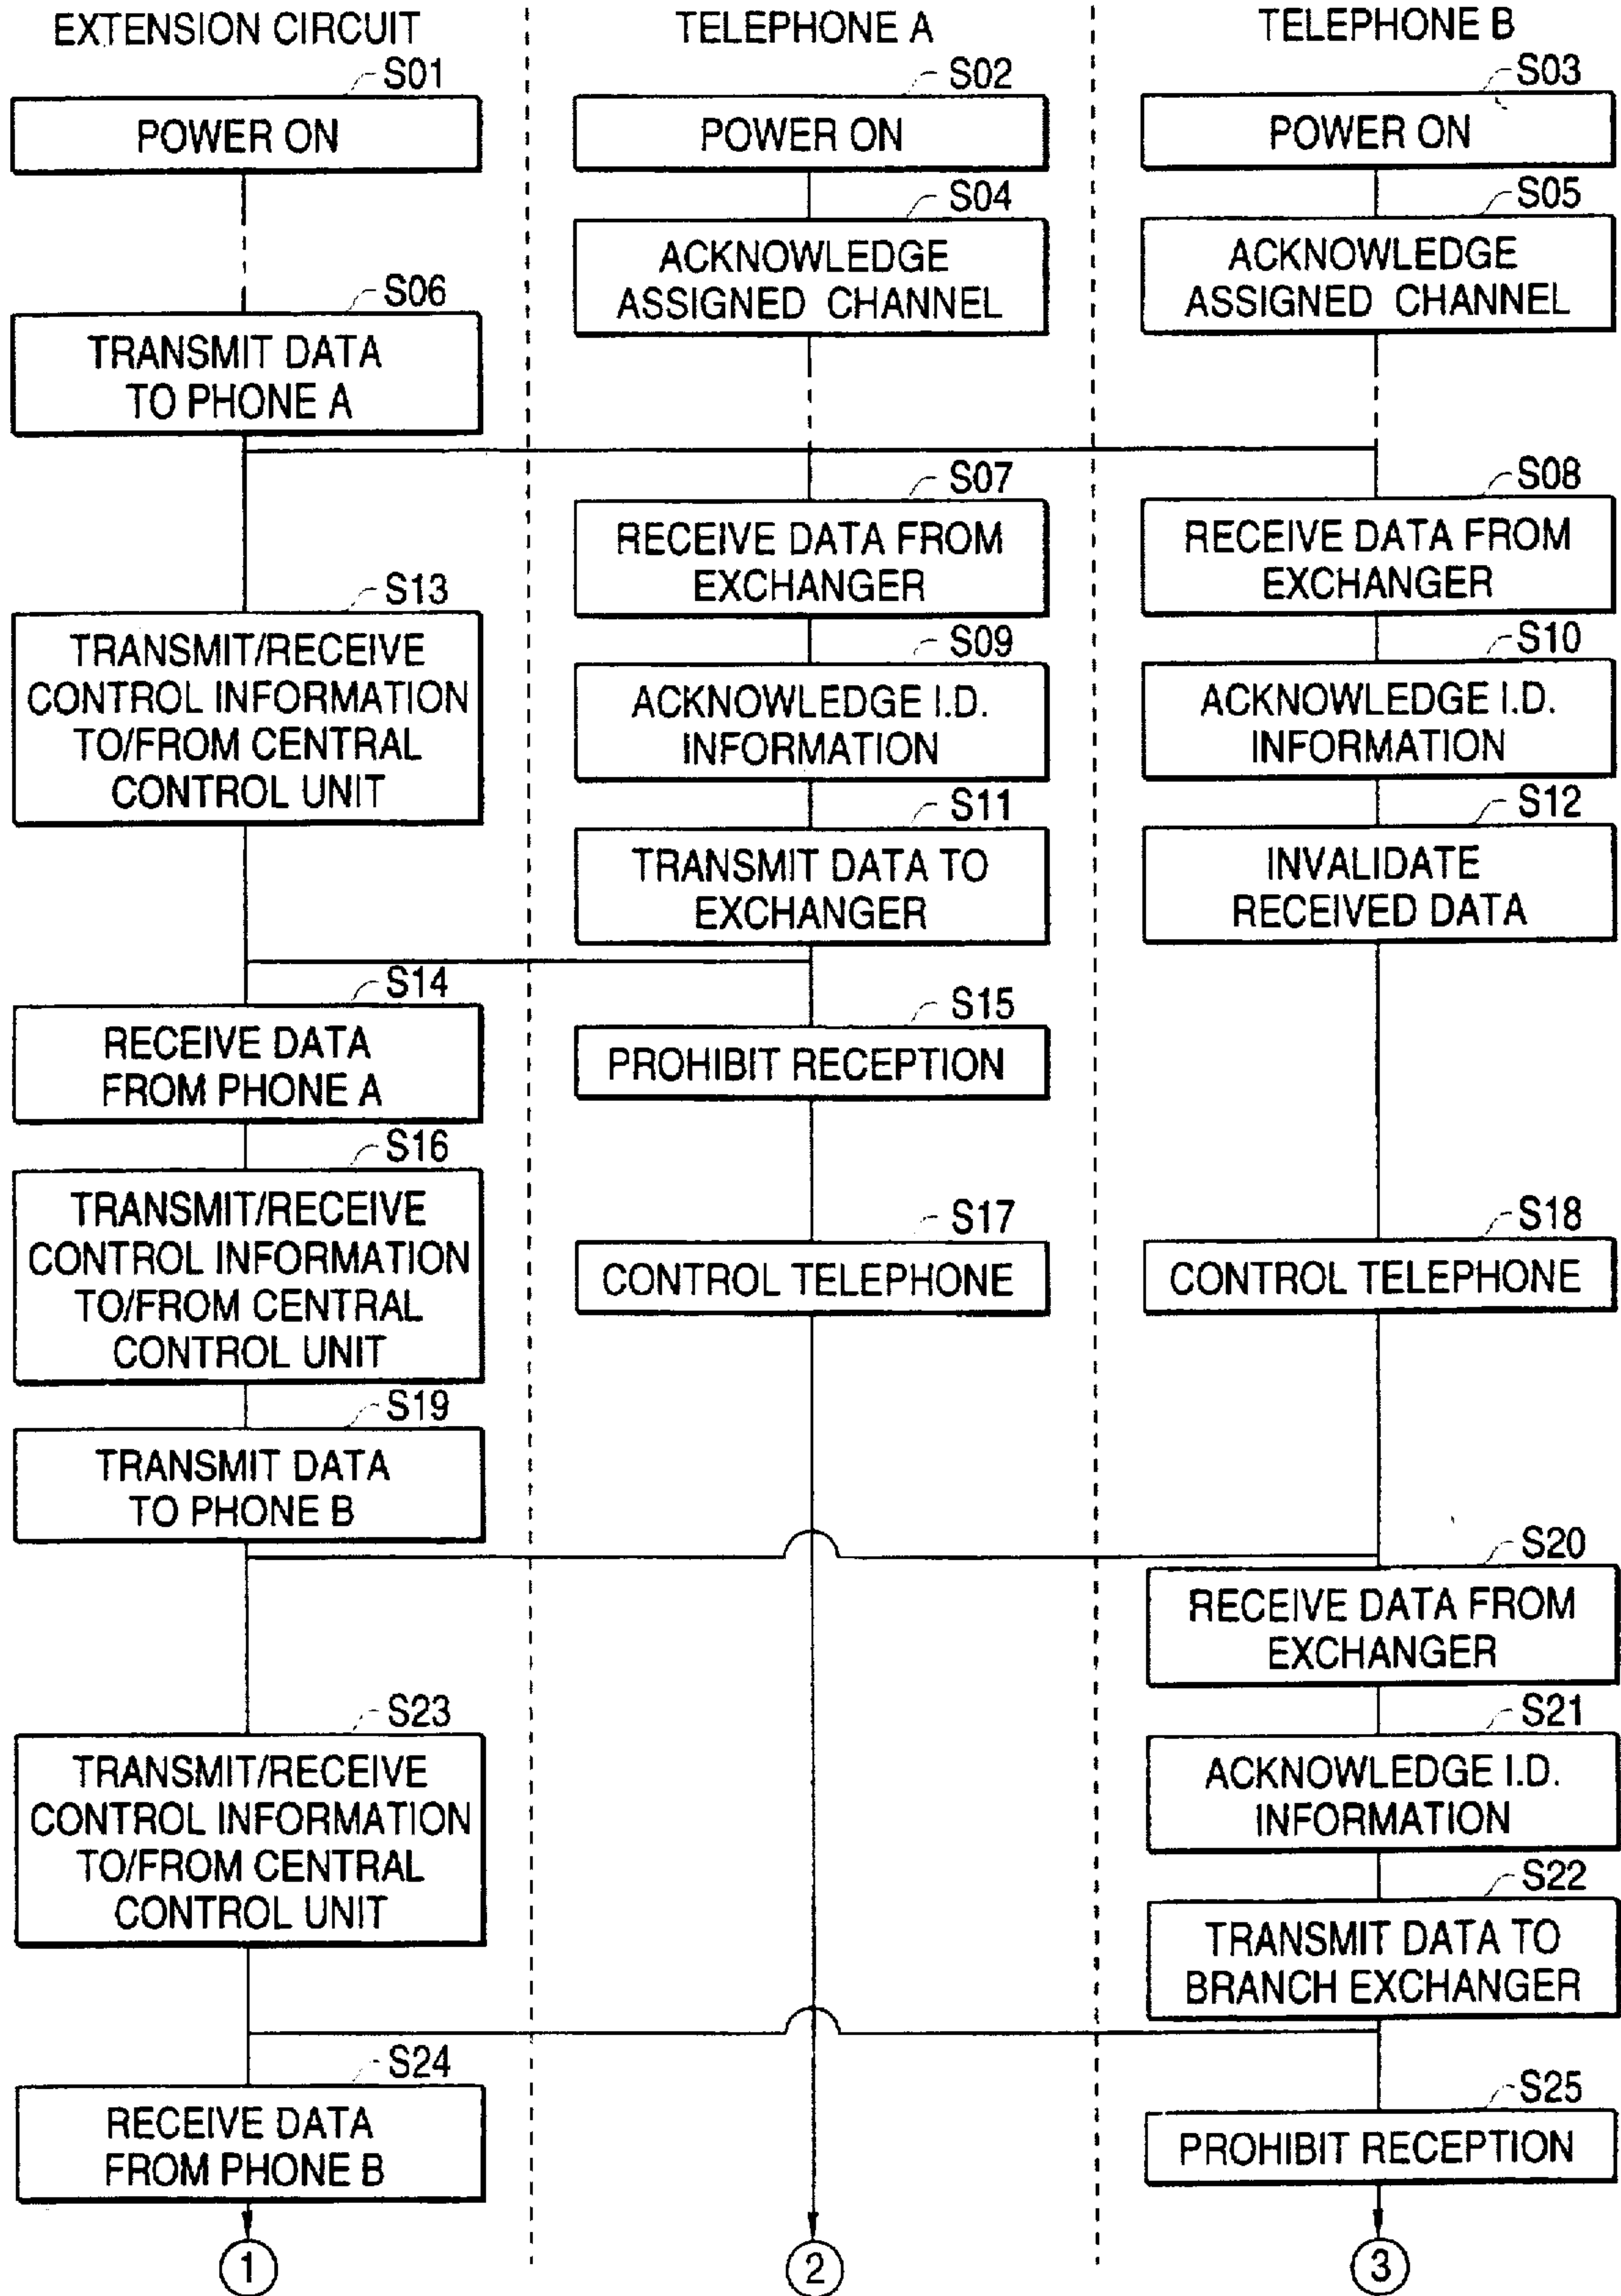 EXTENSION CIRCUIT
TELEPHONE A
TELEPHONE B
S01
POWER ON
S02
POWER ON
S03
POWER ON
S04
ACKNOWLEDGE
ASSIGNED CHANNEL
S05
ACKNOWLEDGE
ASSIGNED CHANNEL
S06
TRANSMIT DATA
TO PHONE A
S07
RECEIVE DATA FROM
EXCHANGER
S08
RECEIVE DATA FROM
EXCHANGER
S13
TRANSMIT/RECEIVE
CONTROL INFORMATION
TO/FROM CENTRAL
CONTROL UNIT
S09
ACKNOWLEDGE I.D.
INFORMATION
S10
ACKNOWLEDGE I.D.
INFORMATION
S11
TRANSMIT DATA TO
EXCHANGER
S12
INVALIDATE
RECEIVED DATA
S14
RECEIVE DATA
FROM PHONE A
S15
PROHIBIT RECEPTION
S16
TRANSMIT/RECEIVE
CONTROL INFORMATION
TO/FROM CENTRAL
CONTROL UNIT
S17
CONTROL TELEPHONE
S18
CONTROL TELEPHONE
S19
TRANSMIT DATA
TO PHONE B
S20
RECEIVE DATA FROM
EXCHANGER
S23
TRANSMIT/RECEIVE
CONTROL INFORMATION
TO/FROM CENTRAL
CONTROL UNIT
S21
ACKNOWLEDGE I.D.
INFORMATION
S22
TRANSMIT DATA TO
BRANCH EXCHANGER
S24
RECEIVE DATA
FROM PHONE B
S25
PROHIBIT RECEPTION
1
2
3